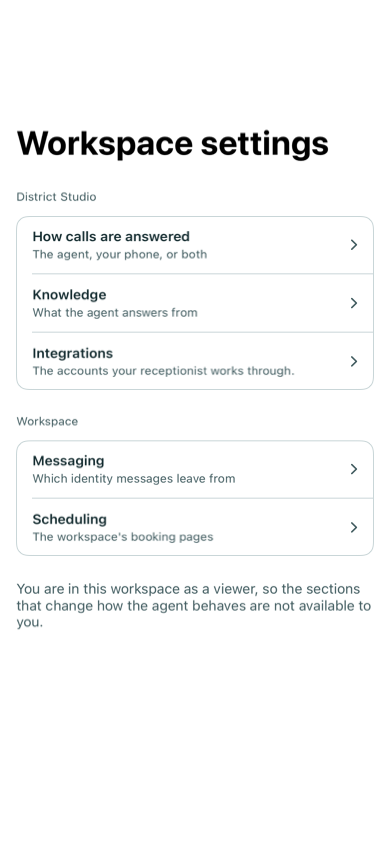 Workspace settings
District Studio
How calls are answered
The agent, your phone, or both
Knowledge
What the agent answers from
Integrations
The accounts your receptionist works through.
Workspace
Messaging
Which identity messages leave from
Scheduling
The workspace's booking pages
You are in this workspace as a viewer, so the sections
that change how the agent behaves are not available to
you.